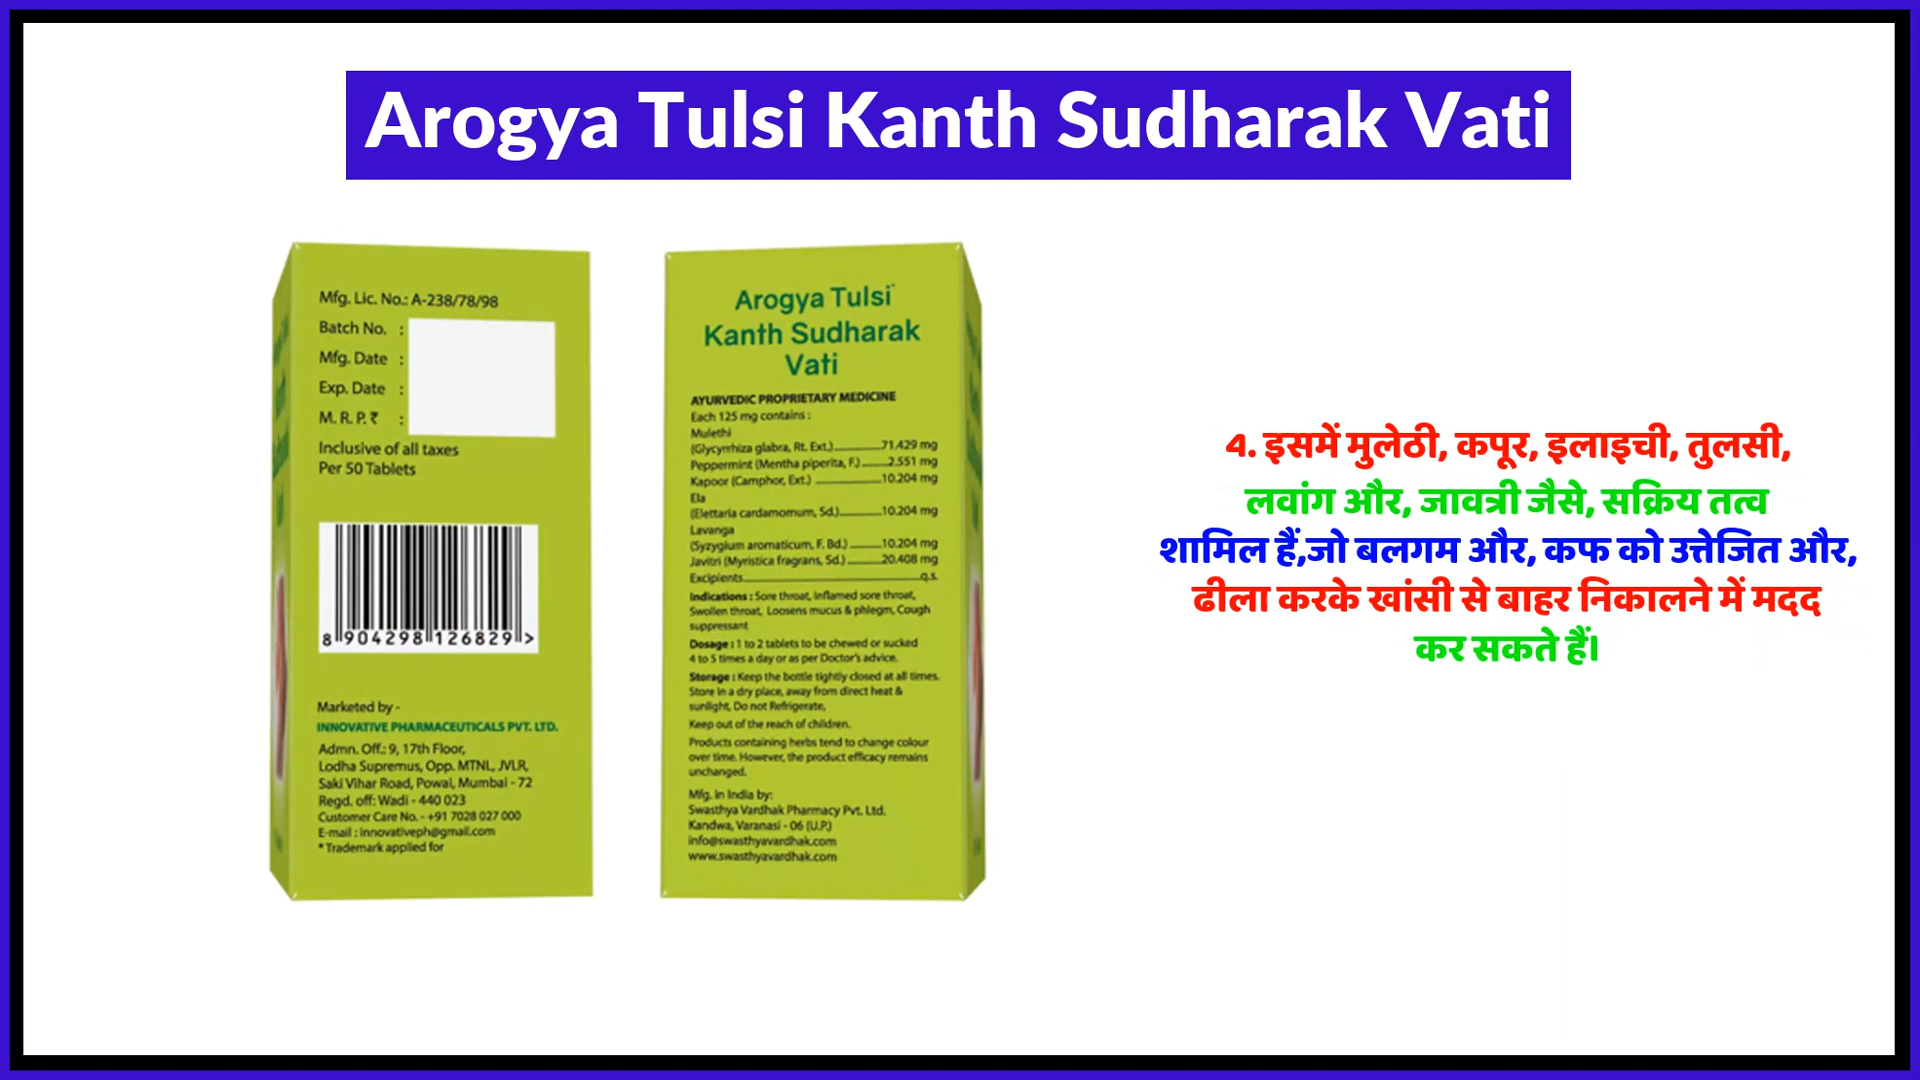 Arogya Tulsi Kanth Sudharak Vati
Mfg. Lic. No.: A-238/78/98
Batch No. :
Mfg. Date :
Exp. Date :
M. R. P. ₹ :
Inclusive of all taxes
Per 50 Tablets
8 904298 126829 >
Marketed by -
INNOVATIVE PHARMACEUTICALS PVT. LTD.
Admn. Off.: 9, 17th Floor,
Lodha Supremus, Opp. MTNL, JVLR,
Saki Vihar Road, Powai, Mumbai - 72
Regd. off: Wadi - 440 023
Customer Care No. - +91 7028 027 000
E-mail : innovativeph@gmail.com
* Trademark applied for
Arogya Tulsi
Kanth Sudharak
Vati
AYURVEDIC PROPRIETARY MEDICINE
Each 125 mg contains :
Mulethi
(Glycyrrhiza glabra, Rt. Ext.) 71.429 mg
Peppermint (Mentha piperita, F.) 2.551 mg
Kapoor (Camphor, Ext.) 10.204 mg
Ela
(Elettaria cardamomum, Sd.) 10.204 mg
Lavanga
(Syzygium aromaticum, F. Bd.) 10.204 mg
Javitri (Myristica fragrans, Sd.) 20.408 mg
Excipients q.s.
Indications : Sore throat, Inflamed sore throat,
Swollen throat, Loosens mucus & phlegm, Cough
suppressant
Dosage : 1 to 2 tablets to be chewed or sucked
4 to 5 times a day or as per Doctor's advice.
Storage : Keep the bottle tightly closed at all times.
Store in a dry place, away from direct heat &
sunlight, Do not Refrigerate.
Keep out of the reach of children.
Products containing herbs tend to change colour
over time. However, the product efficacy remains
unchanged.
Mfg. in India by:
Swasthya Vardhak Pharmacy Pvt. Ltd.
Kandwa, Varanasi - 06 (U.P.)
info@swasthyavardhak.com
www.swasthyavardhak.com
4. इसमें मुलेठी, कपूर, इलाइची, तुलसी,
लवांग और, जावत्री जैसे, सक्रिय तत्व
शामिल हैं,जो बलगम और, कफ को उत्तेजित और,
ढीला करके खांसी से बाहर निकालने में मदद
कर सकते हैं।